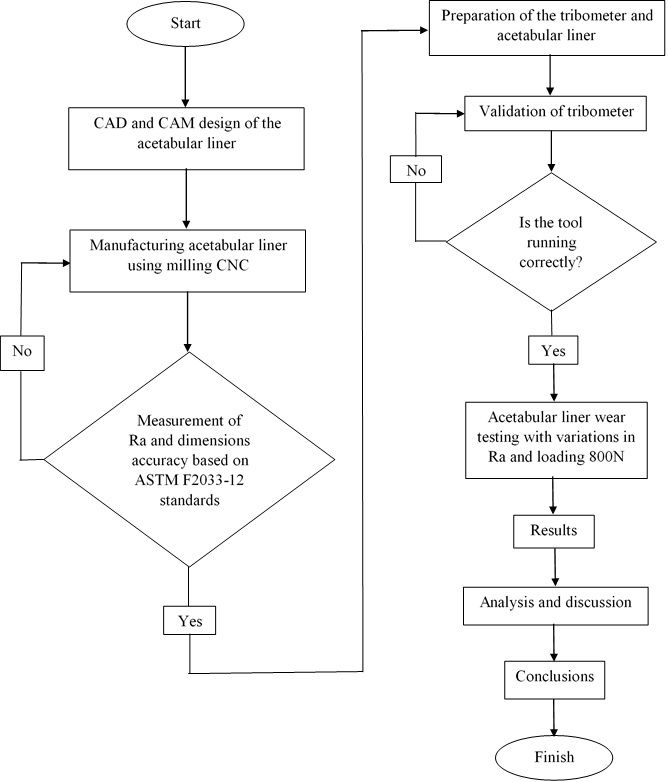 Start
CAD and CAM design of the
acetabular liner
Manufacturing acetabular liner
using milling CNC
No
Measurement of
Ra and dimensions
accuracy based on
ASTM F2033-12
standards
Yes
Preparation of the tribometer and
acetabular liner
Validation of tribometer
No
Is the tool
running
correctly?
Yes
Acetabular liner wear
testing with variations in
Ra and loading 800N
Results
Analysis and discussion
Conclusions
Finish